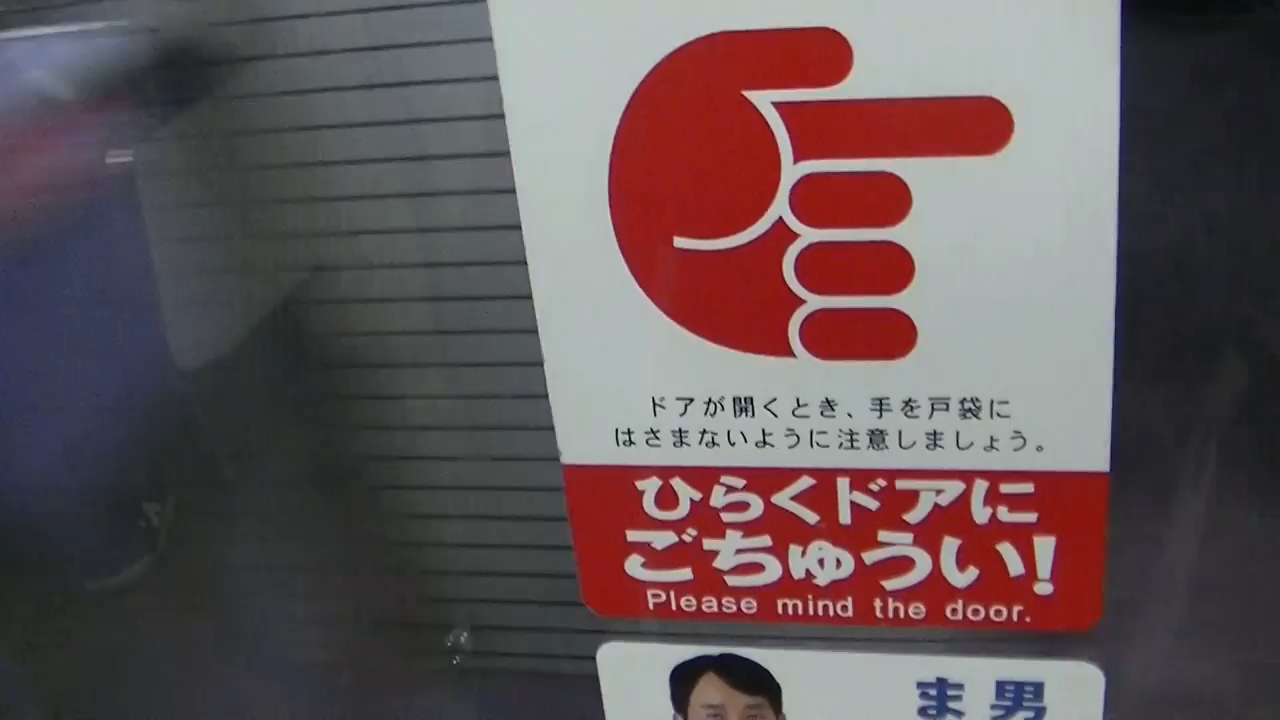 ドアが開くとき、手を戸袋に
はさまないように注意しましょう。
ひらくドアに
ごちゅうい!
Please mind the door.
ま男